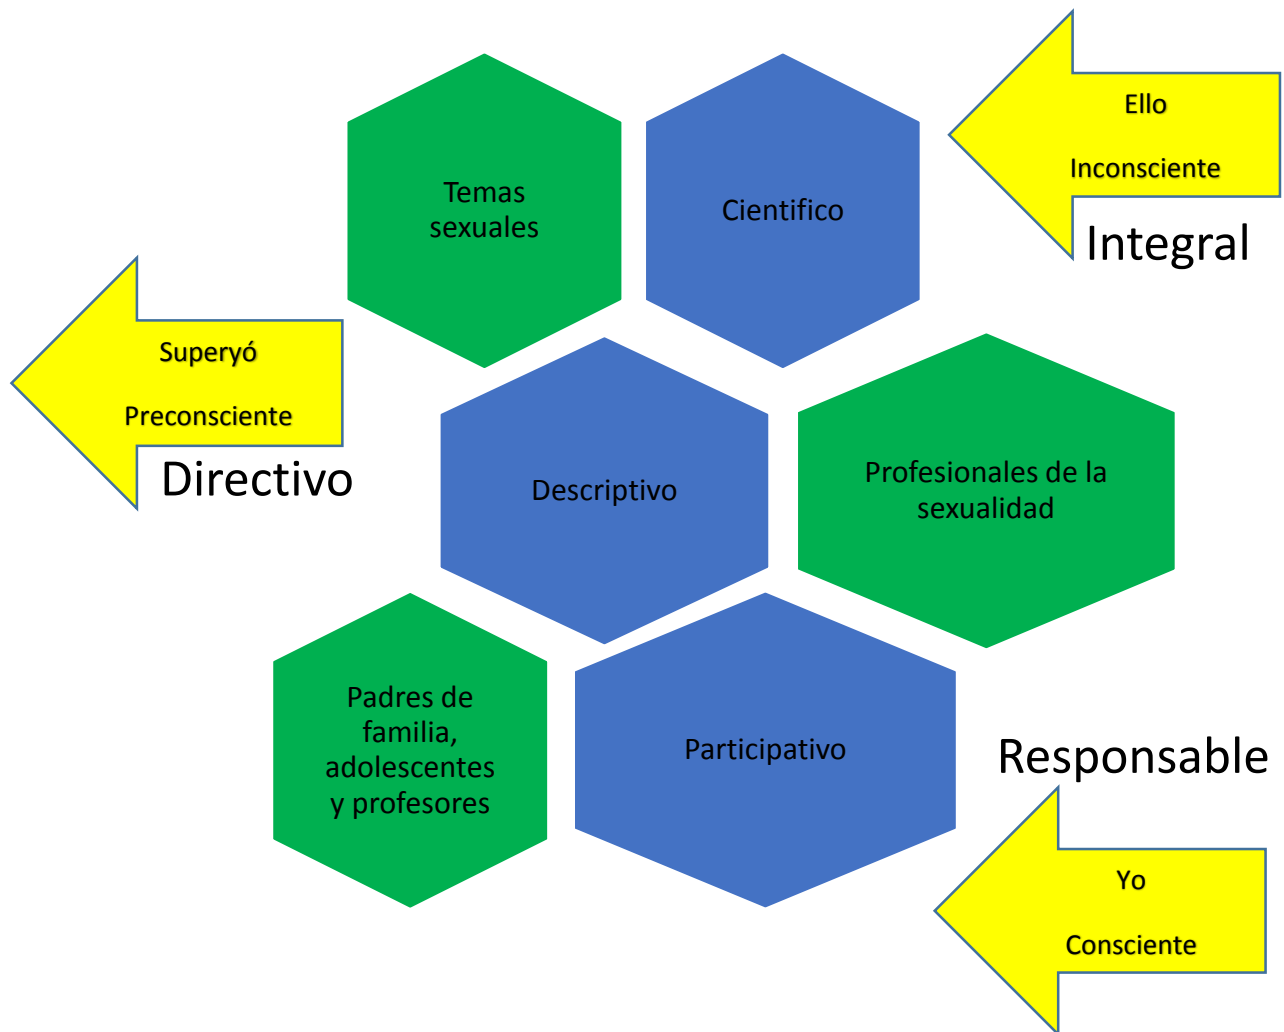 Ello
Inconsciente
Integral
Temas
sexuales
Cientifico
Superyó
Preconsciente
Directivo
Descriptivo
Profesionales de la
sexualidad
Padres de
familia,
adolescentes
y profesores
Participativo
Responsable
Yo
Consciente